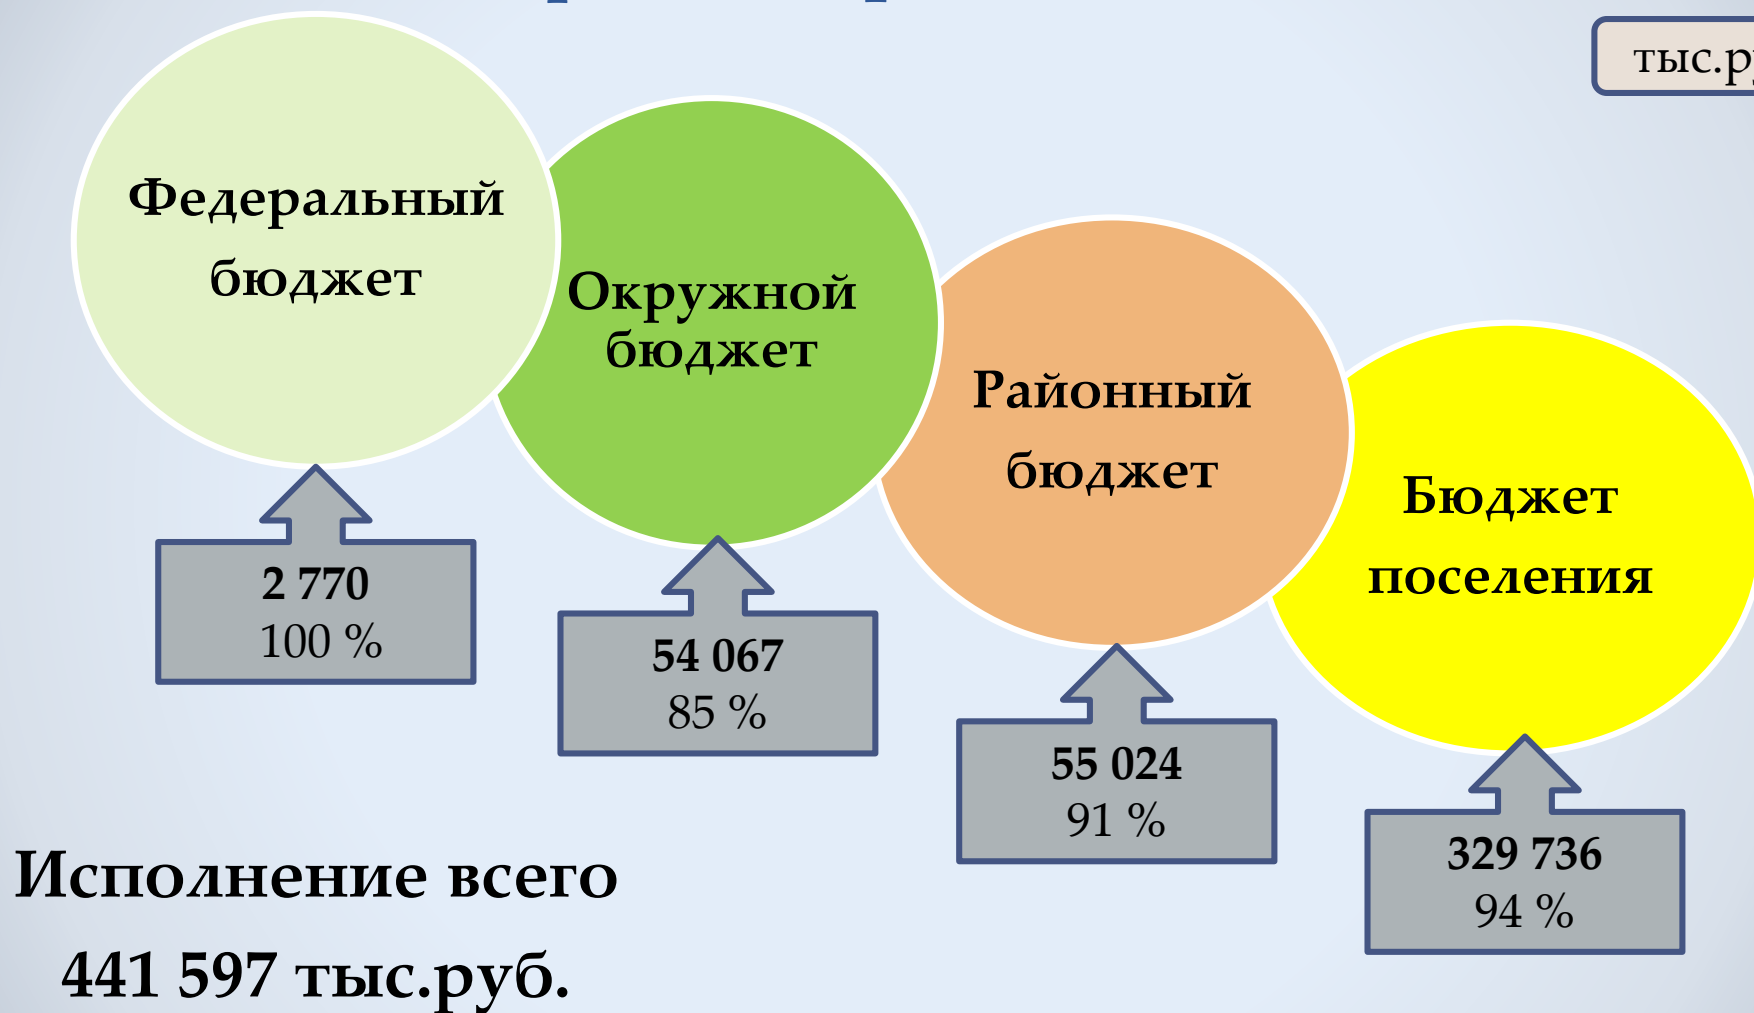 Федеральный
бюджет
Окружной
бюджет
Районный
бюджет
Бюджет
поселения
2 770
100 %
54 067
85 %
55 024
91 %
329 736
94 %
Исполнение всего
441 597 тыс.руб.